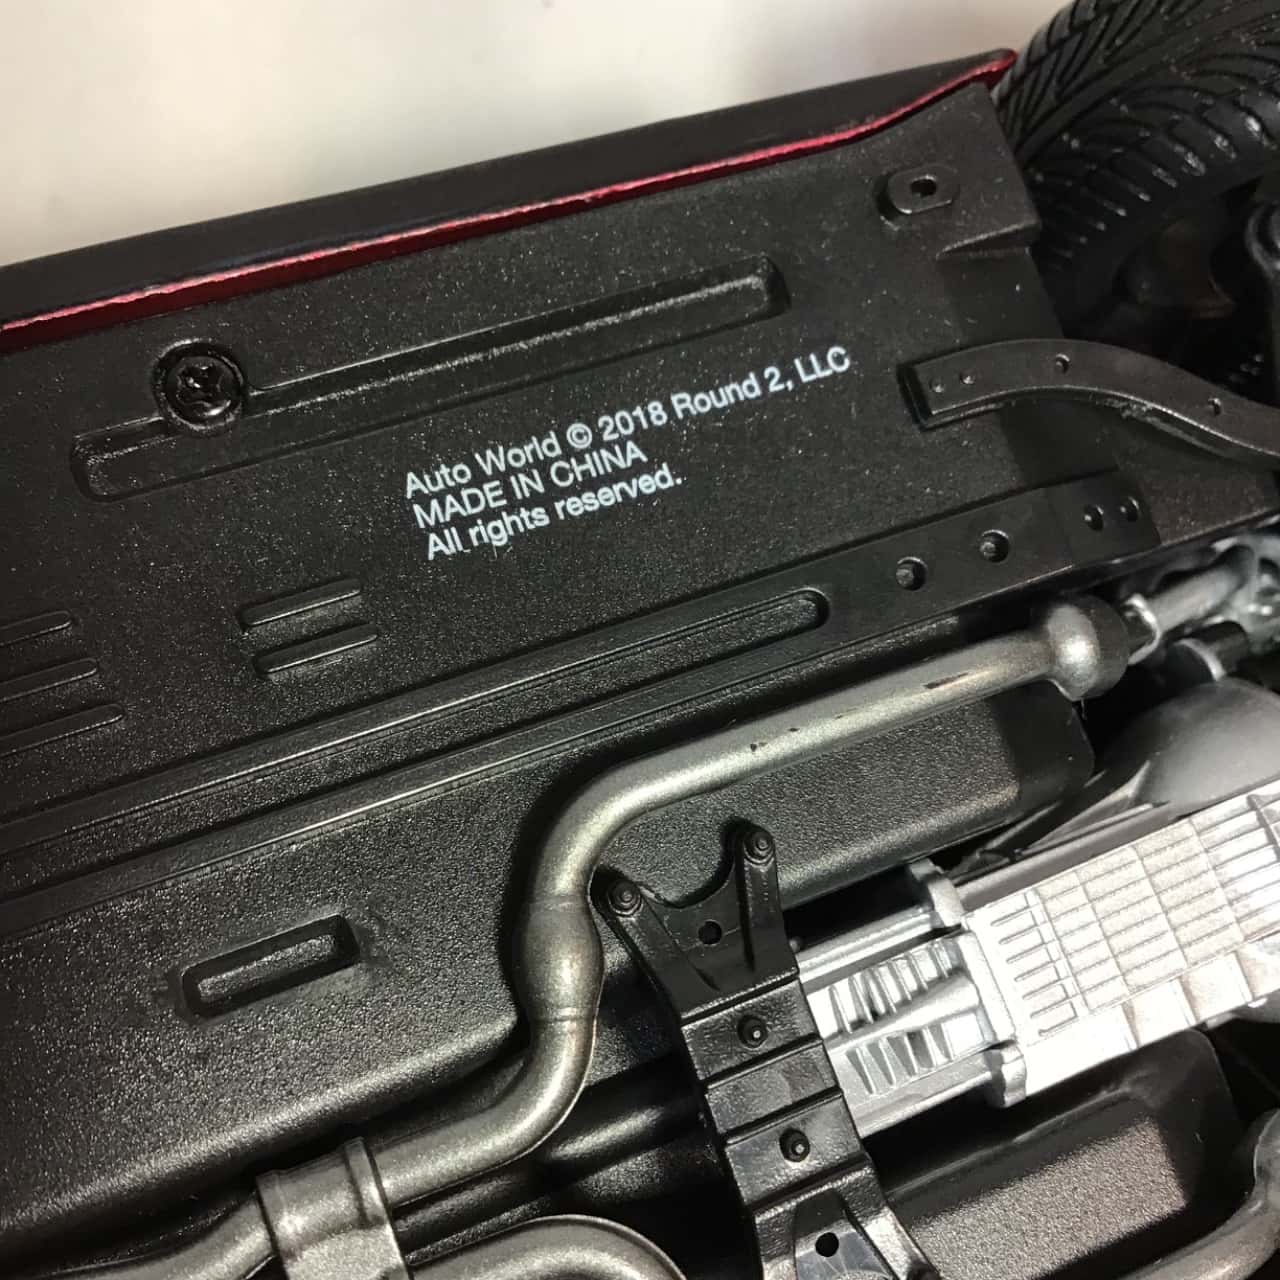 Auto World © 2018 Round 2, LLC
MADE IN CHINA
All rights reserved.